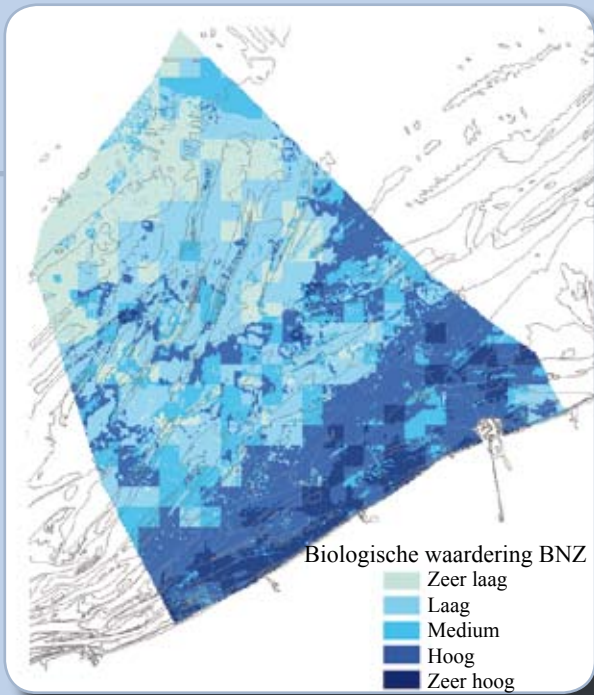 Biologische waardering BNZ
Zeer laag
Laag
Medium
Hoog
Zeer hoog